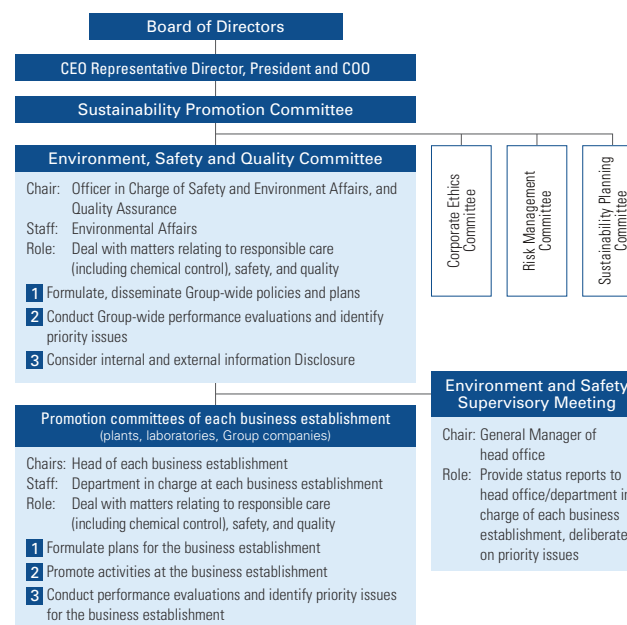 Board of Directors
CEO Representative Director, President and COO
Sustainability Promotion Committee
Environment, Safety and Quality Committee
Chair: Officer in Charge of Safety and Environment Affairs, and
Quality Assurance
Staff: Environmental Affairs
Role: Deal with matters relating to responsible care
(including chemical control), safety, and quality
1 Formulate, disseminate Group-wide policies and plans
2 Conduct Group-wide performance evaluations and identify
priority issues
3 Consider internal and external information Disclosure
Corporate Ethics
Committee
Risk Management
Committee
Sustainability Planning
Committee
Promotion committees of each business establishment
(plants, laboratories, Group companies)
Chairs: Head of each business establishment
Staff: Department in charge at each business establishment
Role: Deal with matters relating to responsible care
(including chemical control), safety, and quality
1 Formulate plans for the business establishment
2 Promote activities at the business establishment
3 Conduct performance evaluations and identify priority issues
for the business establishment
Environment and Safety
Supervisory Meeting
Chair: General Manager of
head office
Role: Provide status reports to
head office/department in
charge of each business
establishment, deliberate
on priority issues